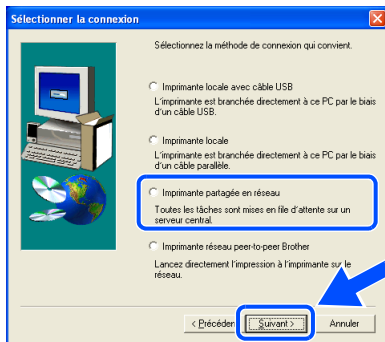 Sélectionner la connexion
Sélectionnez la méthode de connexion qui convient.
Imprimante locale avec câble USB
L'imprimante est branchée directement à ce PC par le biais
d'un câble USB.
Imprimante locale
L'imprimante est branchée directement à ce PC par le biais
d'un câble parallèle.
Imprimante partagée en réseau
Toutes les tâches sont mises en file d'attente sur un
serveur central.
Imprimante réseau peer-to-peer Brother
Lancez directement l'impression à l'imprimante sur le
réseau.
< Précéden Suivant > Annuler